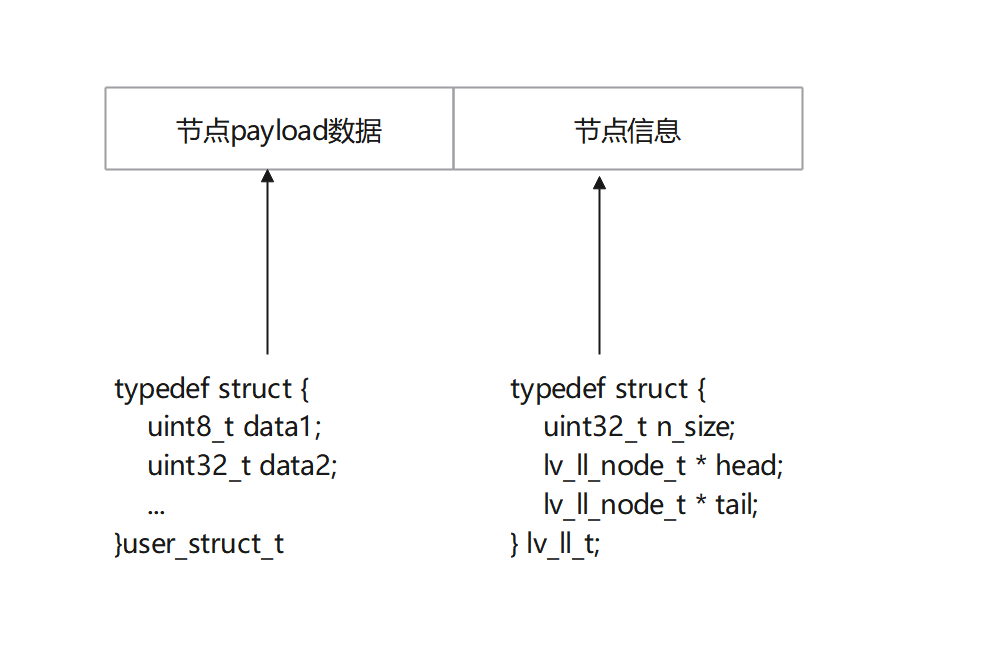 节点payload数据
节点信息
typedef struct {
uint8_t data1;
uint32_t data2;
...
}user_struct_t
typedef struct {
uint32_t n_size;
lv_ll_node_t * head;
lv_ll_node_t * tail;
} lv_ll_t;